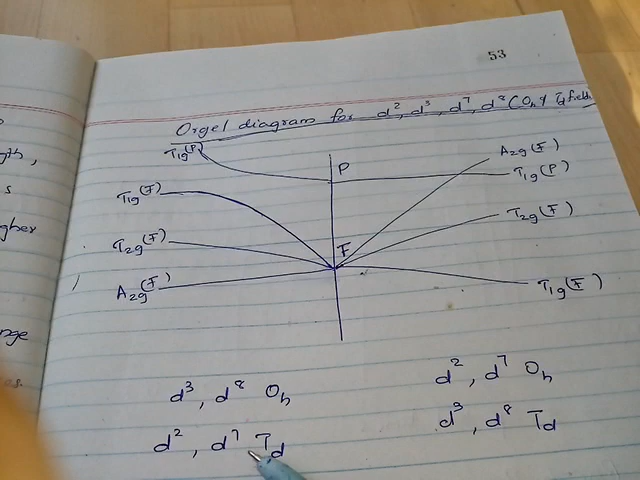 53
Orgel diagram for d², d³, d⁷, d⁸ (Oh & Td field
T₁g(P)
P
A₂g(F)
T₁g(P)
T₁g(F)
T₂g(F)
T₂g(F)
F
A₂g(F)
T₁g(F)
d³, d⁸ Oh
d², d⁷ Oh
d², d⁷ Td
d³, d⁸ Td